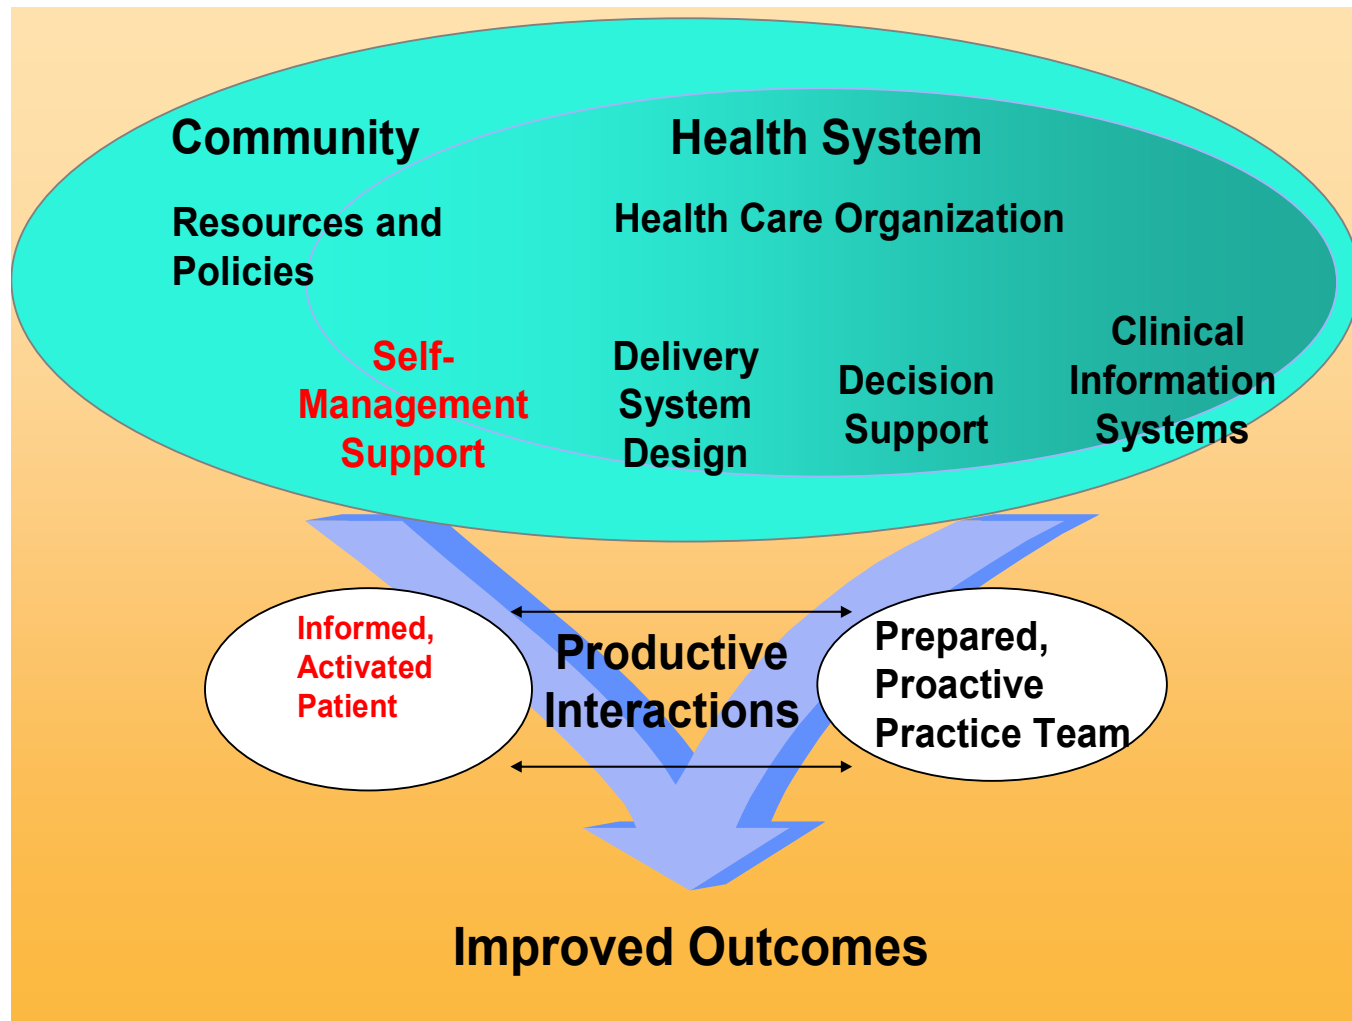 Community
Health System
Resources and
Policies
Health Care Organization
Self-
Management
Support
Delivery
System
Design
Decision
Support
Clinical
Information
Systems
Informed,
Activated
Patient
Productive
Interactions
Prepared,
Proactive
Practice Team
Improved Outcomes